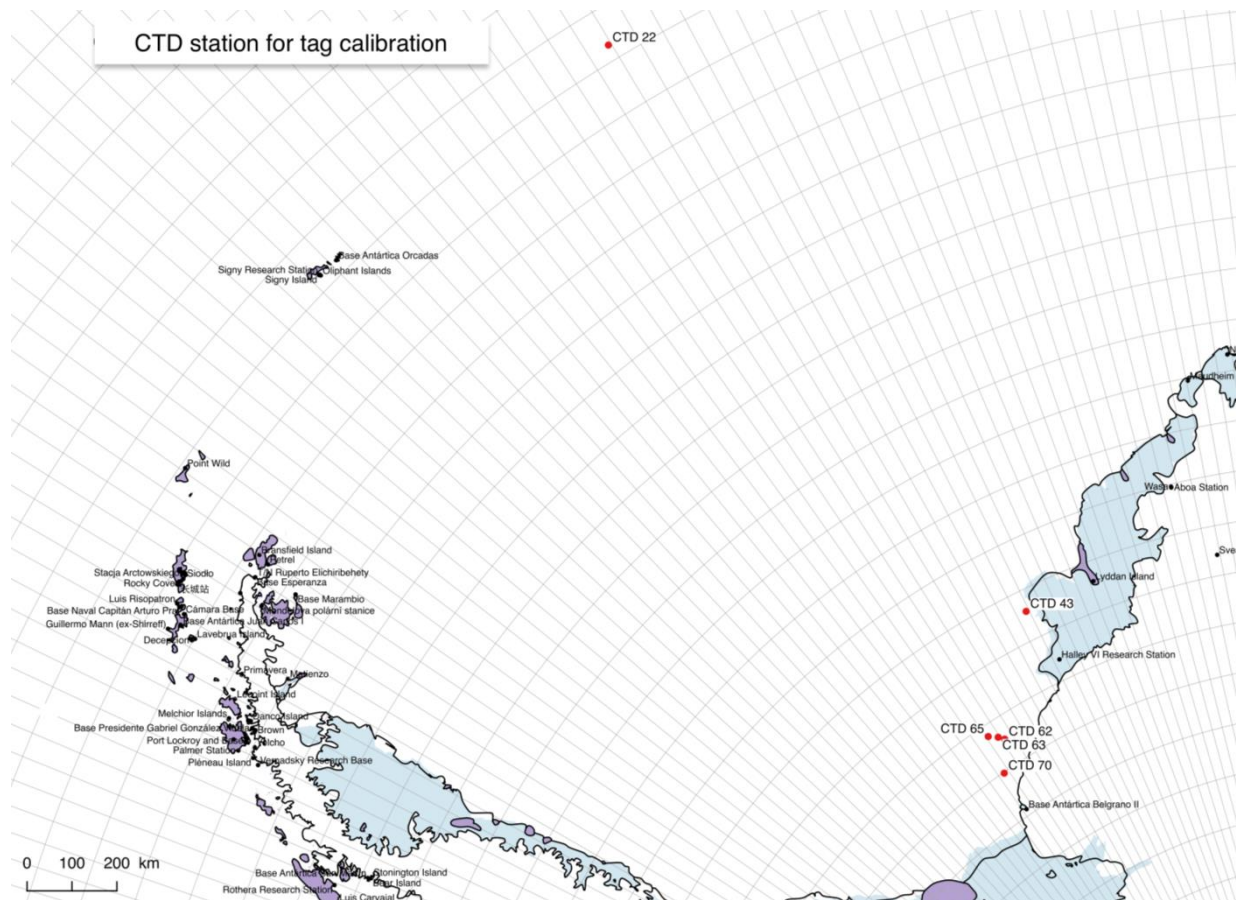 CTD station for tag calibration
CTD 22
Base Antártica Orcadas
Signy Research Station
Oliphant Islands
Signy Island
Point Wild
Maudheim
Wasa
Aboa Station
Lyddan Island
CTD 43
Halley VI Research Station
Bransfield Island
Petrel
Stacja Arctowskiego
Siodło
Ruperto Elichiribehety
Rocky Cove
Esperanza
长城站
Luis Risopatron
Base Marambio
Base Naval Capitán Arturo Prat
Cámara Base
polární stanice
Guillermo Mann (ex-Shirreff)
Base Antártica Juan Carlos I
Lavebrua Island
Deception
Primavera
Matienzo
Lecoint Island
Melchior Islands
Danco Island
Base Presidente Gabriel González
Brown
Port Lockroy and
Palmer Station
Pléneau Island
Vernadsky Research Base
CTD 65
CTD 62
CTD 63
CTD 70
Base Antártica Belgrano II
0 100 200 km
Base Antártica
Stonington Island
Bear Island
Rothera Research Station
Luis Carvajal